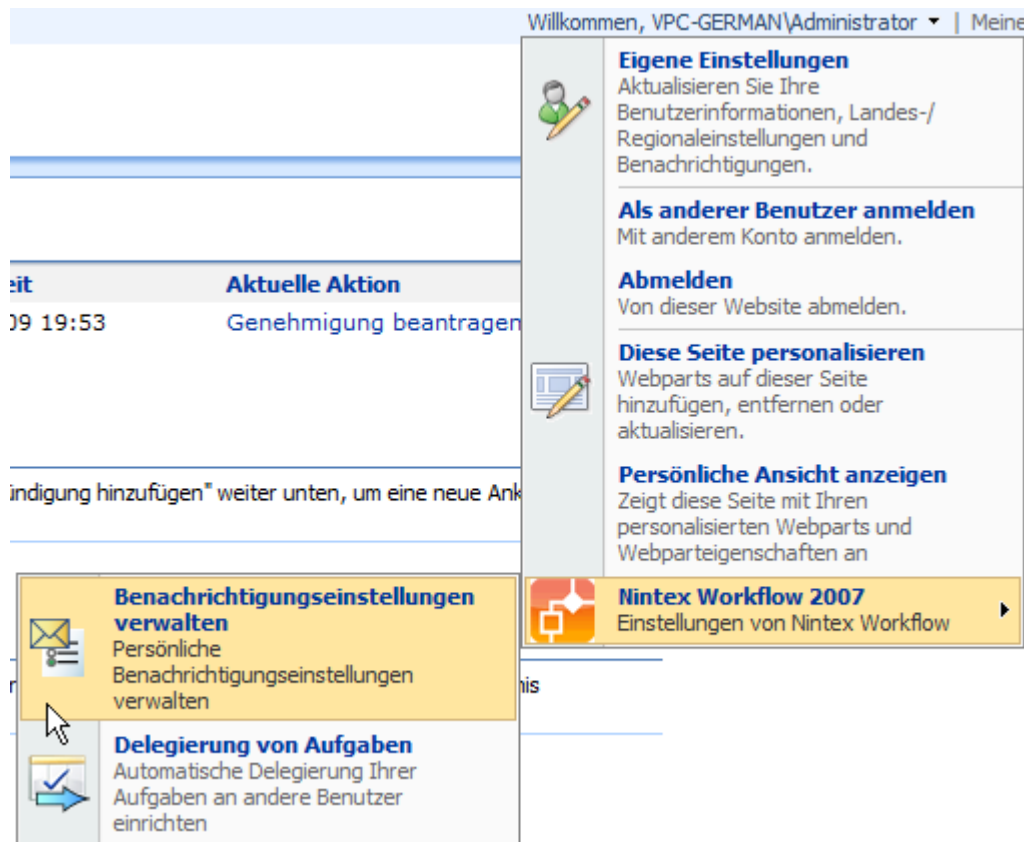 Willkommen, VPC-GERMAN\Administrator | Meine
Eigene Einstellungen
Aktualisieren Sie Ihre
Benutzerinformationen, Landes-/
Regionaleinstellungen und
Benachrichtigungen.
Als anderer Benutzer anmelden
Mit anderem Konto anmelden.
Abmelden
Von dieser Website abmelden.
Diese Seite personalisieren
Webparts auf dieser Seite
hinzufügen, entfernen oder
aktualisieren.
Persönliche Ansicht anzeigen
Zeigt diese Seite mit Ihren
personalisierten Webparts und
Webparteigenschaften an
Nintex Workflow 2007
Einstellungen von Nintex Workflow
eit Aktuelle Aktion
09 19:53 Genehmigung beantragen
ündigung hinzufügen" weiter unten, um eine neue Ank
Benachrichtigungseinstellungen
verwalten
Persönliche
Benachrichtigungseinstellungen
verwalten
nis
Delegierung von Aufgaben
Automatische Delegierung Ihrer
Aufgaben an andere Benutzer
einrichten